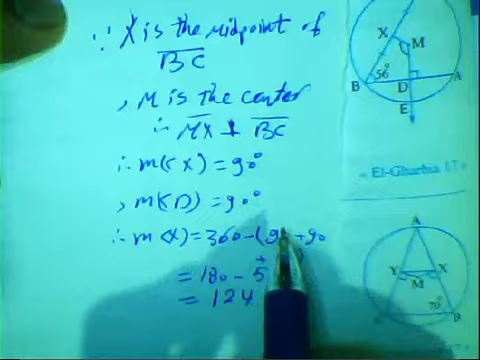 ∵ X is the midpoint of
BC
, M is the center
∴ MX ⊥ BC
∴ m(< X) = 90°
, m(< D) = 90°
∴ m(X) = 360 - (9 + 90
+
= 180 - 5
= 124
X
M
56°
B
D
A
E
El-Gharbia 17
A
Y
X
M
70°
B